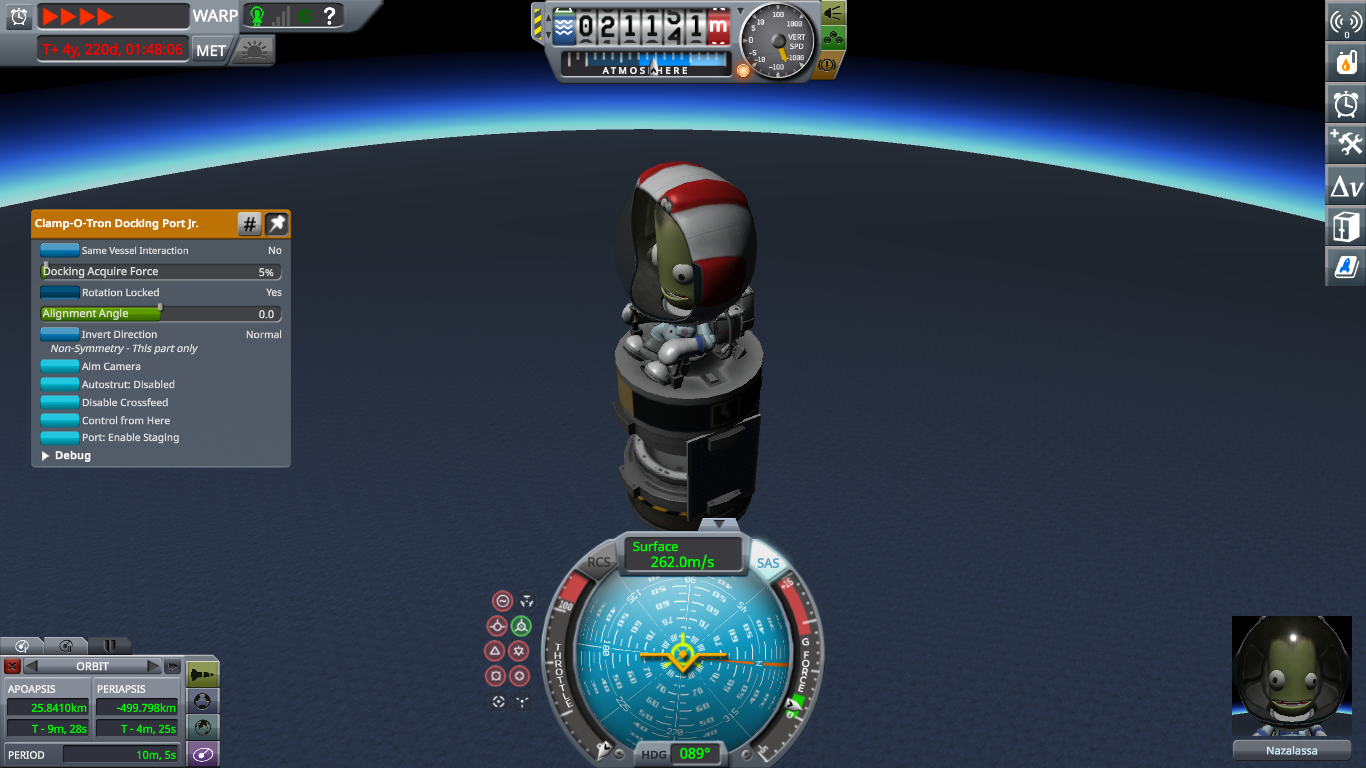 WARP
?
T+ 4y, 220d, 01:48:06
MET
m
ATMOSPHERE
VERT
SPD
Clamp-O-Tron Docking Port Jr.
#
Same Vessel Interaction No
Docking Acquire Force 5%
Rotation Locked Yes
Alignment Angle 0.0
Invert Direction Normal
Non-Symmetry - This part only
Aim Camera
Autostrut: Disabled
Disable Crossfeed
Control from Here
Port: Enable Staging
Debug
Δv
RCS
Surface
262.0m/s
SAS
THROTTLE
G FORCE
HDG 089°
ORBIT
APOAPSIS PERIAPSIS
25.8410km -499.798km
T - 9m, 28s T - 4m, 25s
PERIOD 10m, 5s
Nazalassa